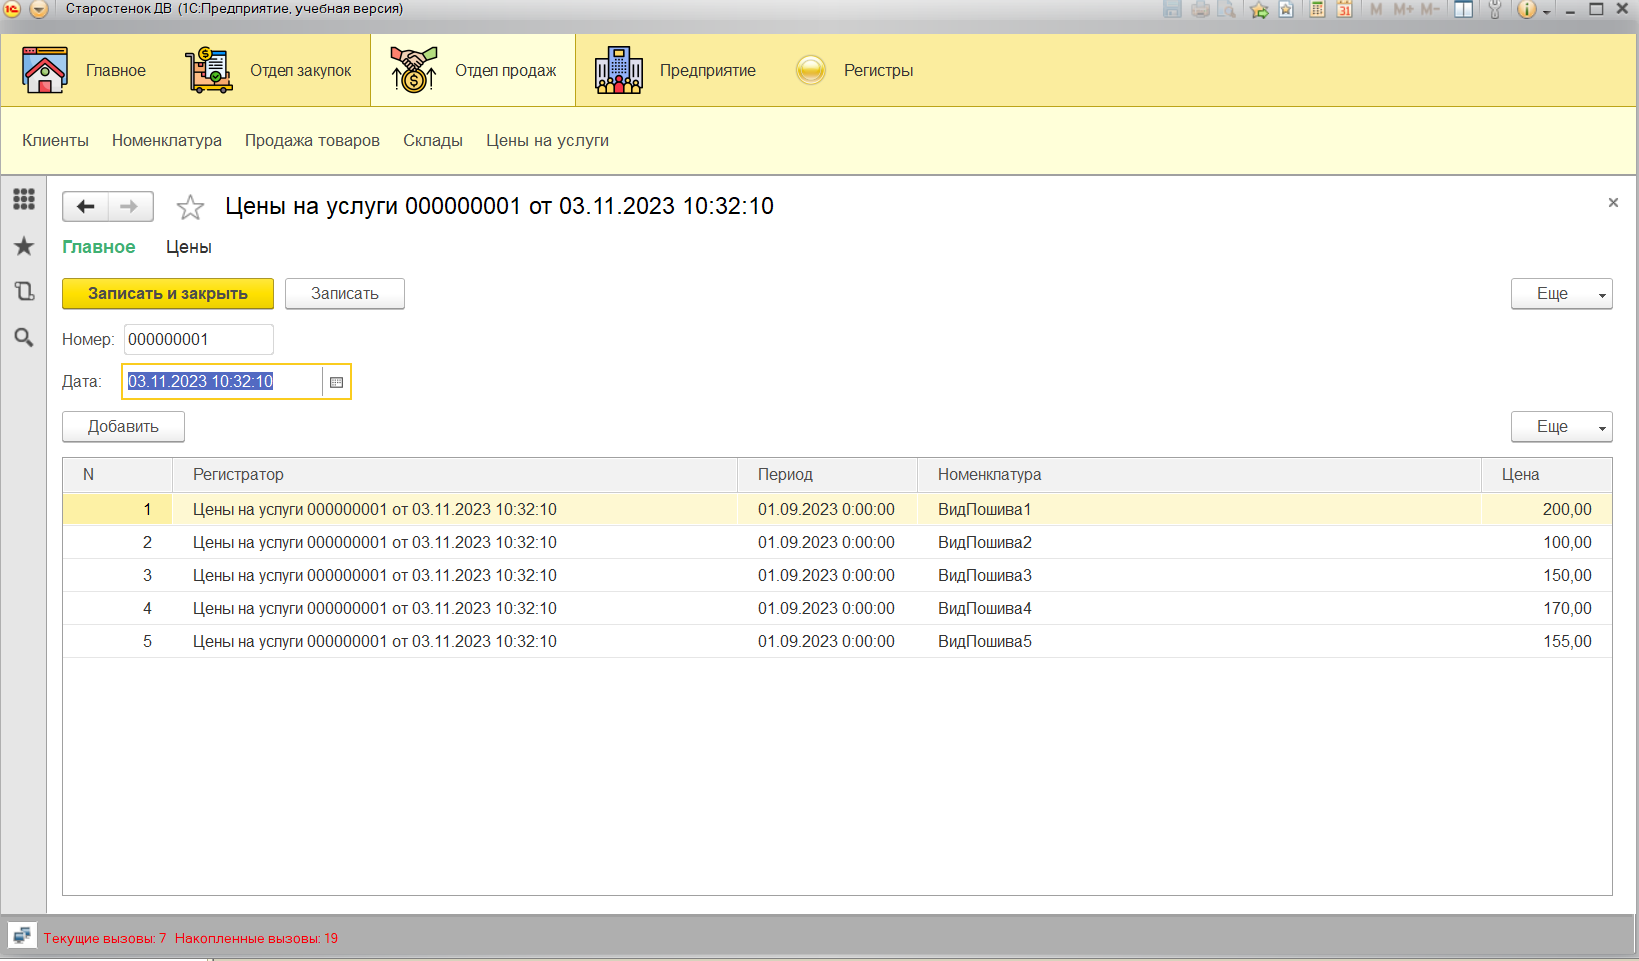 Старостенок ДВ (1С:Предприятие, учебная версия)
31 M M+ M-
Главное Отдел закупок Отдел продаж Предприятие Регистры
Клиенты Номенклатура Продажа товаров Склады Цены на услуги
Цены на услуги 000000001 от 03.11.2023 10:32:10
Главное Цены
Записать и закрыть Записать Еще
Номер: 000000001
Дата: 03.11.2023 10:32:10
Добавить Еще
N Регистратор Период Номенклатура Цена
1 Цены на услуги 000000001 от 03.11.2023 10:32:10 01.09.2023 0:00:00 ВидПошива1 200,00
2 Цены на услуги 000000001 от 03.11.2023 10:32:10 01.09.2023 0:00:00 ВидПошива2 100,00
3 Цены на услуги 000000001 от 03.11.2023 10:32:10 01.09.2023 0:00:00 ВидПошива3 150,00
4 Цены на услуги 000000001 от 03.11.2023 10:32:10 01.09.2023 0:00:00 ВидПошива4 170,00
5 Цены на услуги 000000001 от 03.11.2023 10:32:10 01.09.2023 0:00:00 ВидПошива5 155,00
Текущие вызовы: 7 Накопленные вызовы: 19